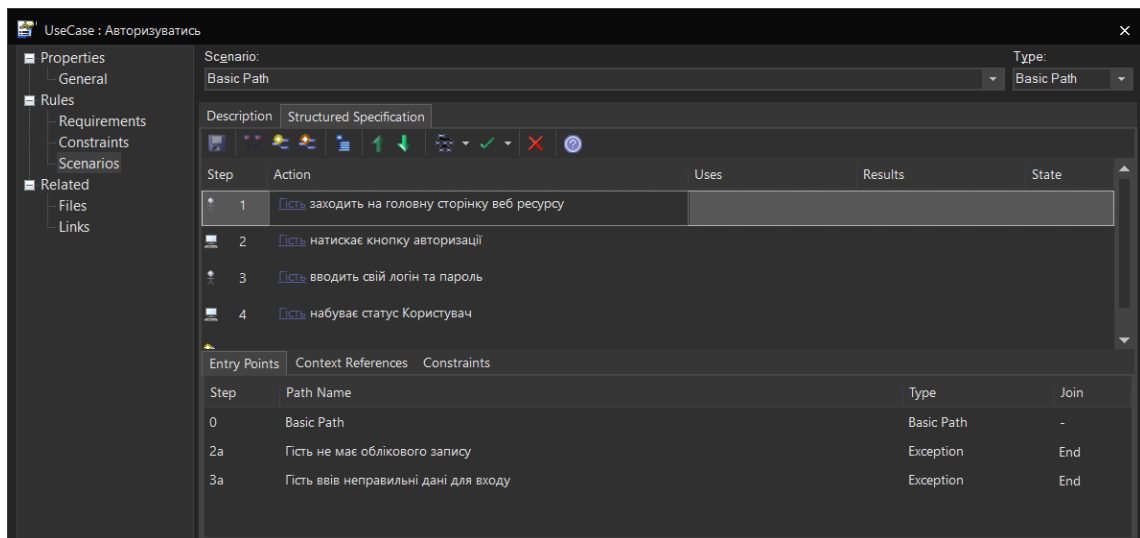 UseCase : Авторизуватись
Properties
General
Rules
Requirements
Constraints
Scenarios
Related
Files
Links
Scenario: Type:
Basic Path Basic Path
Description Structured Specification
Step Action Uses Results State
1 Гість заходить на головну сторінку веб ресурсу
2 Гість натискає кнопку авторизації
3 Гість вводить свій логін та пароль
4 Гість набуває статус Користувач
Entry Points Context References Constraints
Step Path Name Type Join
0 Basic Path Basic Path -
2a Гість не має облікового запису Exception End
3a Гість ввів неправильні дані для входу Exception End